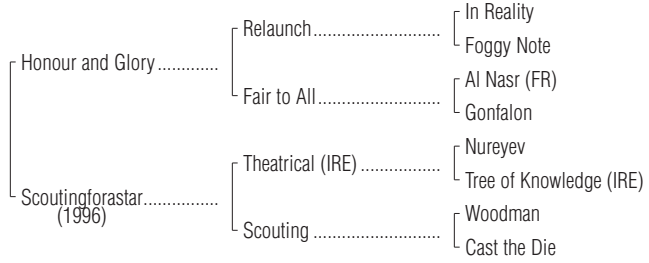 In Reality
Relaunch........................
Foggy Note
Honour and Glory.............
Al Nasr (FR)
Fair to All.........................
Gonfalon
Nureyev
Theatrical (IRE)................
Tree of Knowledge (IRE)
Scoutingforastar................
(1996)
Woodman
Scouting .........................
Cast the Die